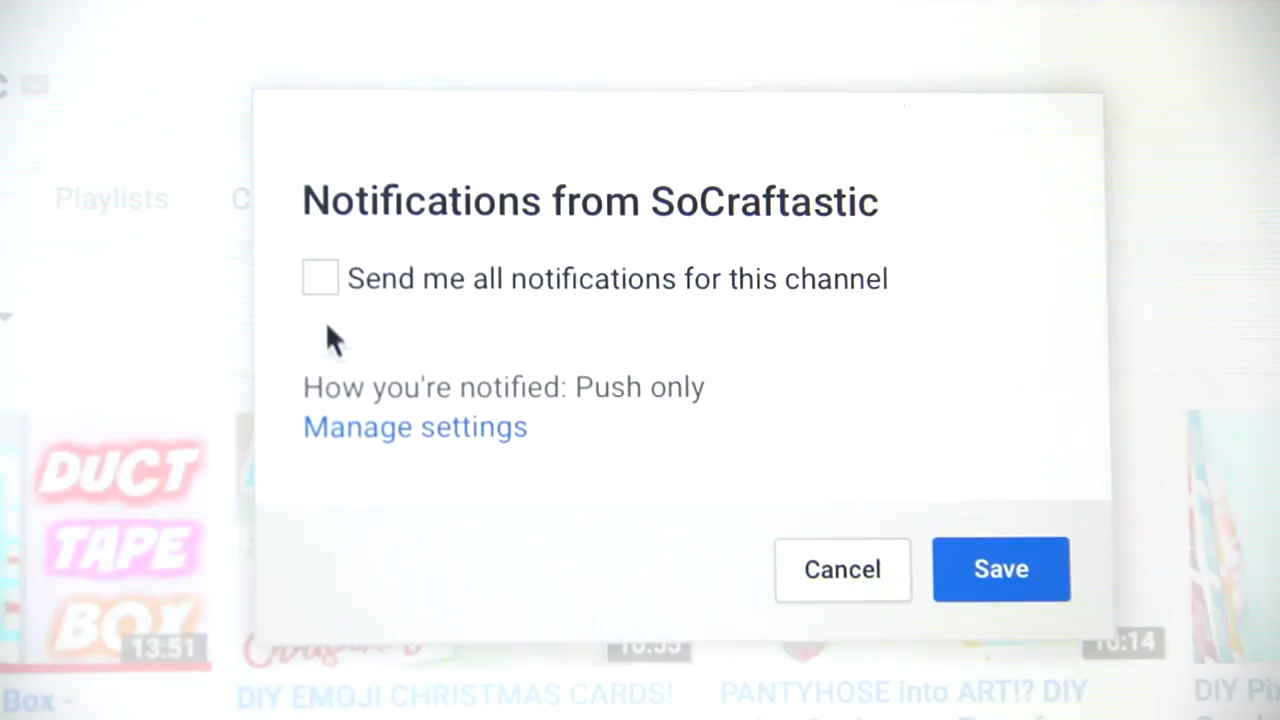 Playlists
Notifications from SoCraftastic
Send me all notifications for this channel
How you're notified: Push only
Manage settings
Cancel
Save
DUCT
TAPE
BOX
13:51
10:14
Box -
DIY EMOJI CHRISTMAS CARDS!
PANTYHOSE into ART!? DIY